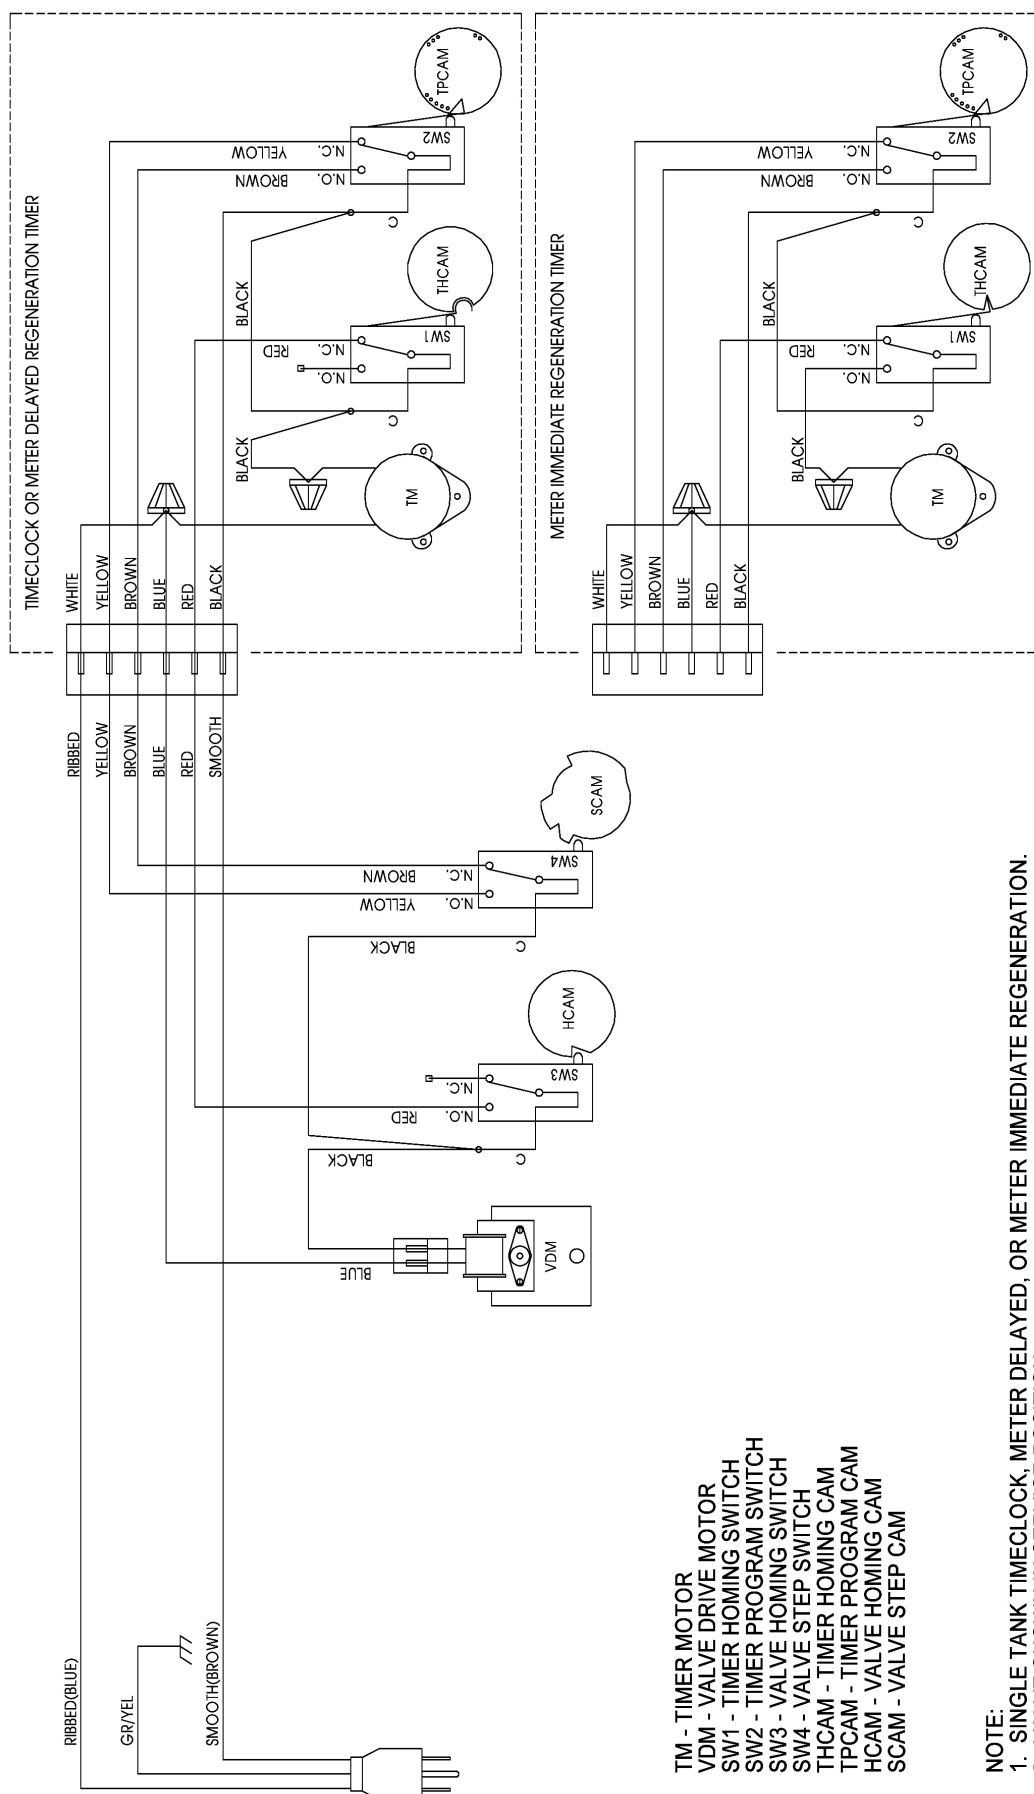 RIBBED(BLUE)
GR/YEL
SMOOTH(BROWN)
RIBBED
YELLOW
BROWN
BLUE
RED
SMOOTH
BLUE
VDM
BLACK
C
RED
N.O.
N.C.
SW3
HCAM
BLACK
C
YELLOW
BROWN
N.O.
N.C.
SW4
SCAM
TIMECLOCK OR METER DELAYED REGENERATION TIMER
WHITE
YELLOW
BROWN
BLUE
RED
BLACK
TM
BLACK
C
N.O.
N.C.
RED
SW1
THCAM
BLACK
C
BROWN
YELLOW
N.O.
N.C.
SW2
TPCAM
METER IMMEDIATE REGENERATION TIMER
WHITE
YELLOW
BROWN
BLUE
RED
BLACK
TM
BLACK
C
N.O.
N.C.
RED
SW1
THCAM
BLACK
C
BROWN
YELLOW
N.O.
N.C.
SW2
TPCAM
TM - TIMER MOTOR
VDM - VALVE DRIVE MOTOR
SW1 - TIMER HOMING SWITCH
SW2 - TIMER PROGRAM SWITCH
SW3 - VALVE HOMING SWITCH
SW4 - VALVE STEP SWITCH
THCAM - TIMER HOMING CAM
TPCAM - TIMER PROGRAM CAM
HCAM - VALVE HOMING CAM
SCAM - VALVE STEP CAM
NOTE:
1. SINGLE TANK TIMECLOCK, METER DELAYED, OR METER IMMEDIATE REGENERATION.